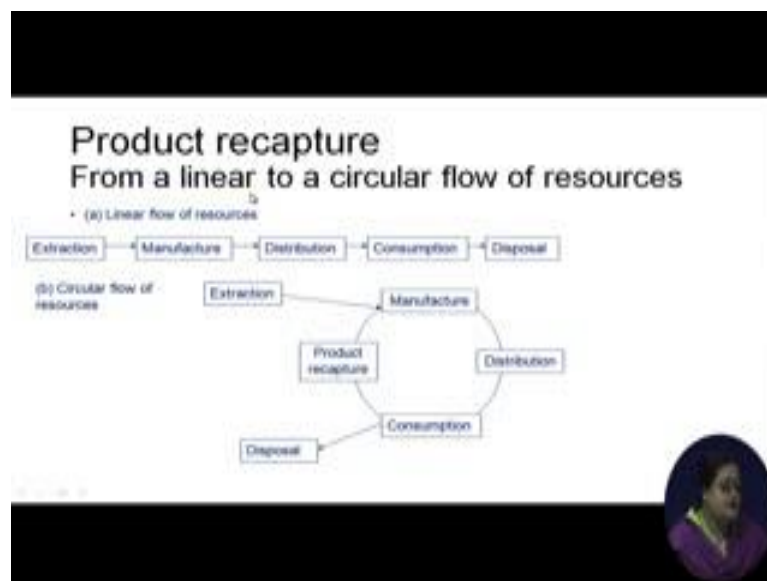 Product recapture
From a linear to a circular flow of resources
• (a) Linear flow of resources
Extraction
Manufacture
Distribution
Consumption
Disposal
(b) Circular flow of
resources
Extraction
Manufacture
Product
recapture
Distribution
Consumption
Disposal